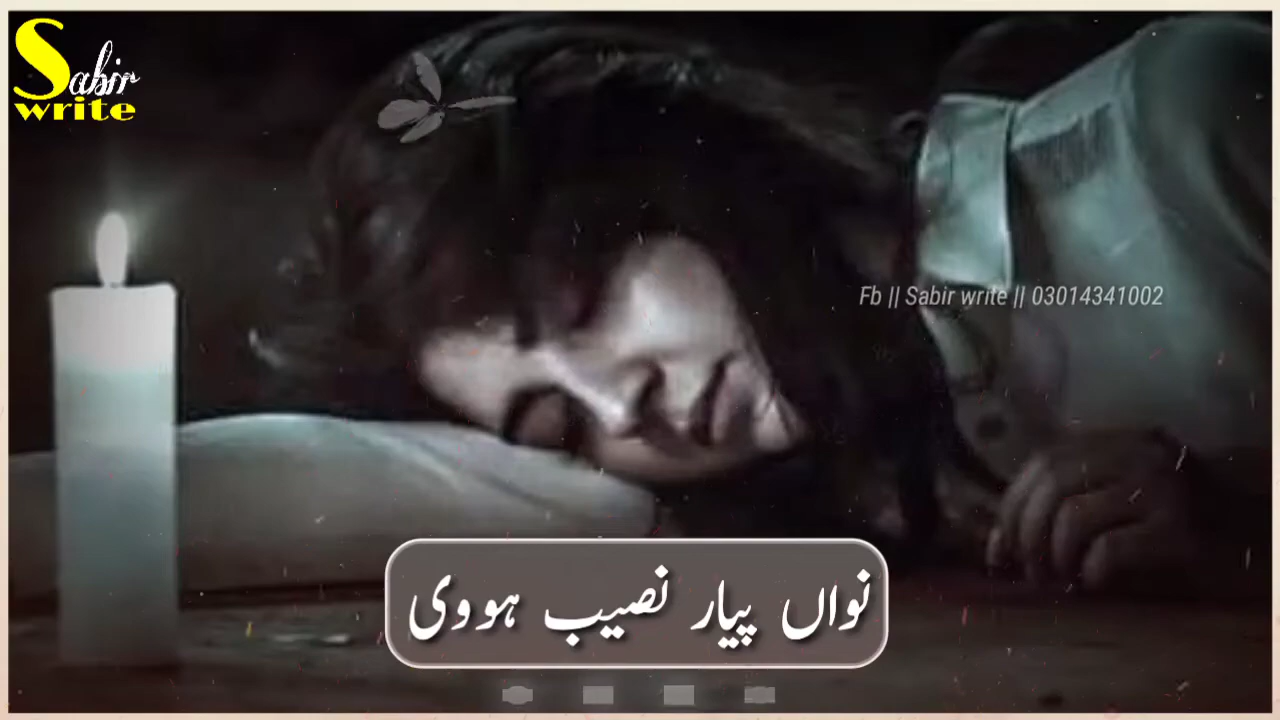 Sabir
write
Fb || Sabir write || 03014341002
نواں پیار نصیب ہووی